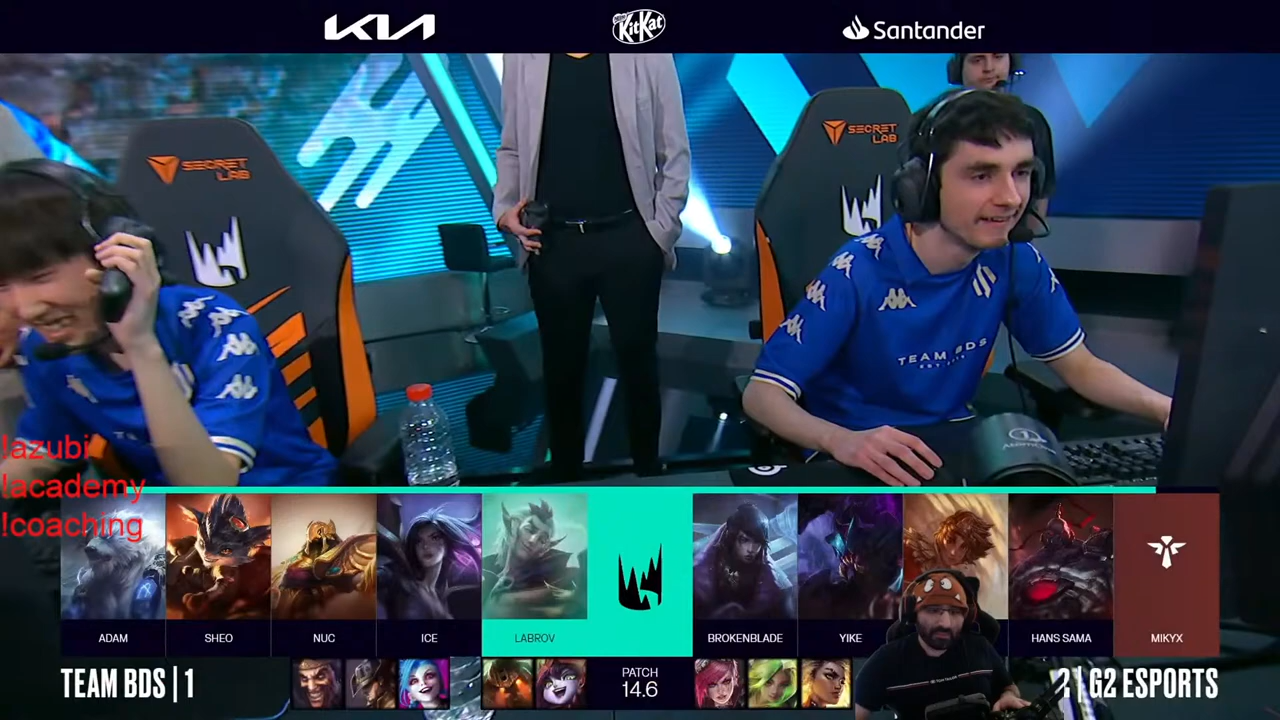 KIA
Nestlé KitKat
Santander
SECRET
LAB
SECRET
LAB
TEAM BDS
!azubi
!academy
!coaching
ADAM
SHEO
NUC
ICE
LABROV
BROKENBLADE
YIKE
HANS SAMA
MIKYX
TEAM BDS | 1
PATCH
14.6
| G2 ESPORTS